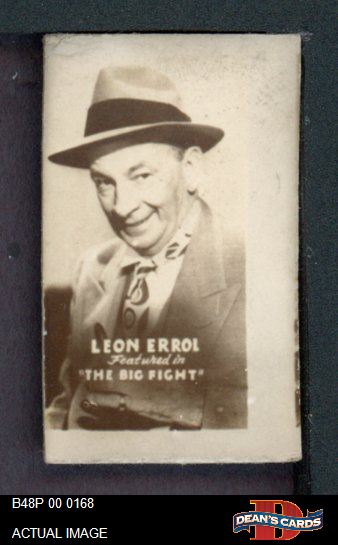 LEON ERROL
Featured in
"THE BIG FIGHT"
B48P 00 0168
ACTUAL IMAGE
D
DEAN'S CARDS